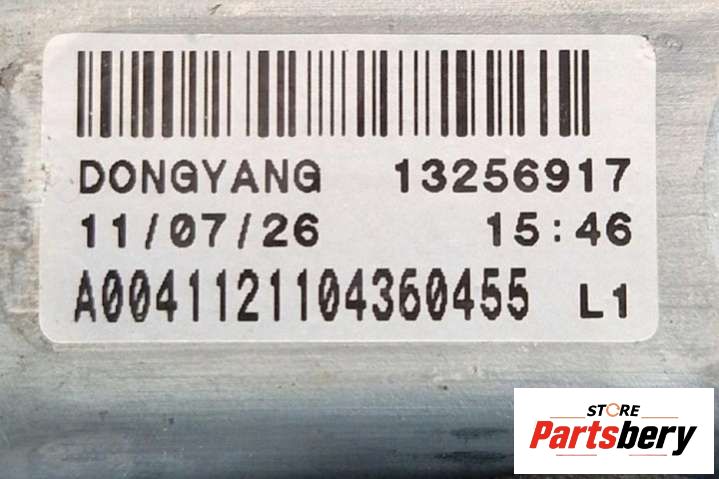 DONGYANG 13256917
11/07/26 15:46
A004112110436O455 L1
STORE
Partsbery